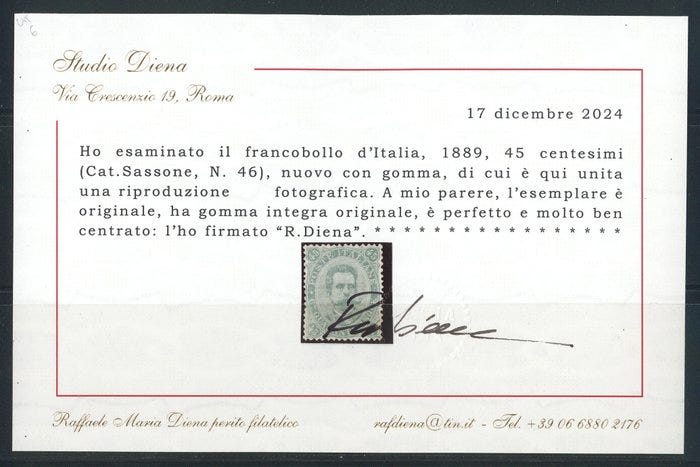 Studio Diena
Via Crescenzio 19, Roma
17 dicembre 2024
Ho esaminato il francobollo d'Italia, 1889, 45 centesimi
(Cat.Sassone, N. 46), nuovo con gomma, di cui è qui unita
una riproduzione fotografica. A mio parere, l'esemplare è
originale, ha gomma integra originale, è perfetto e molto ben
centrato: l'ho firmato “R.Diena”. * * * * * * * * * * * * * * * * *
Raffaele Maria Diena perito filatelico
rafdiena@tin.it - Tel. +39 06 6880 2176